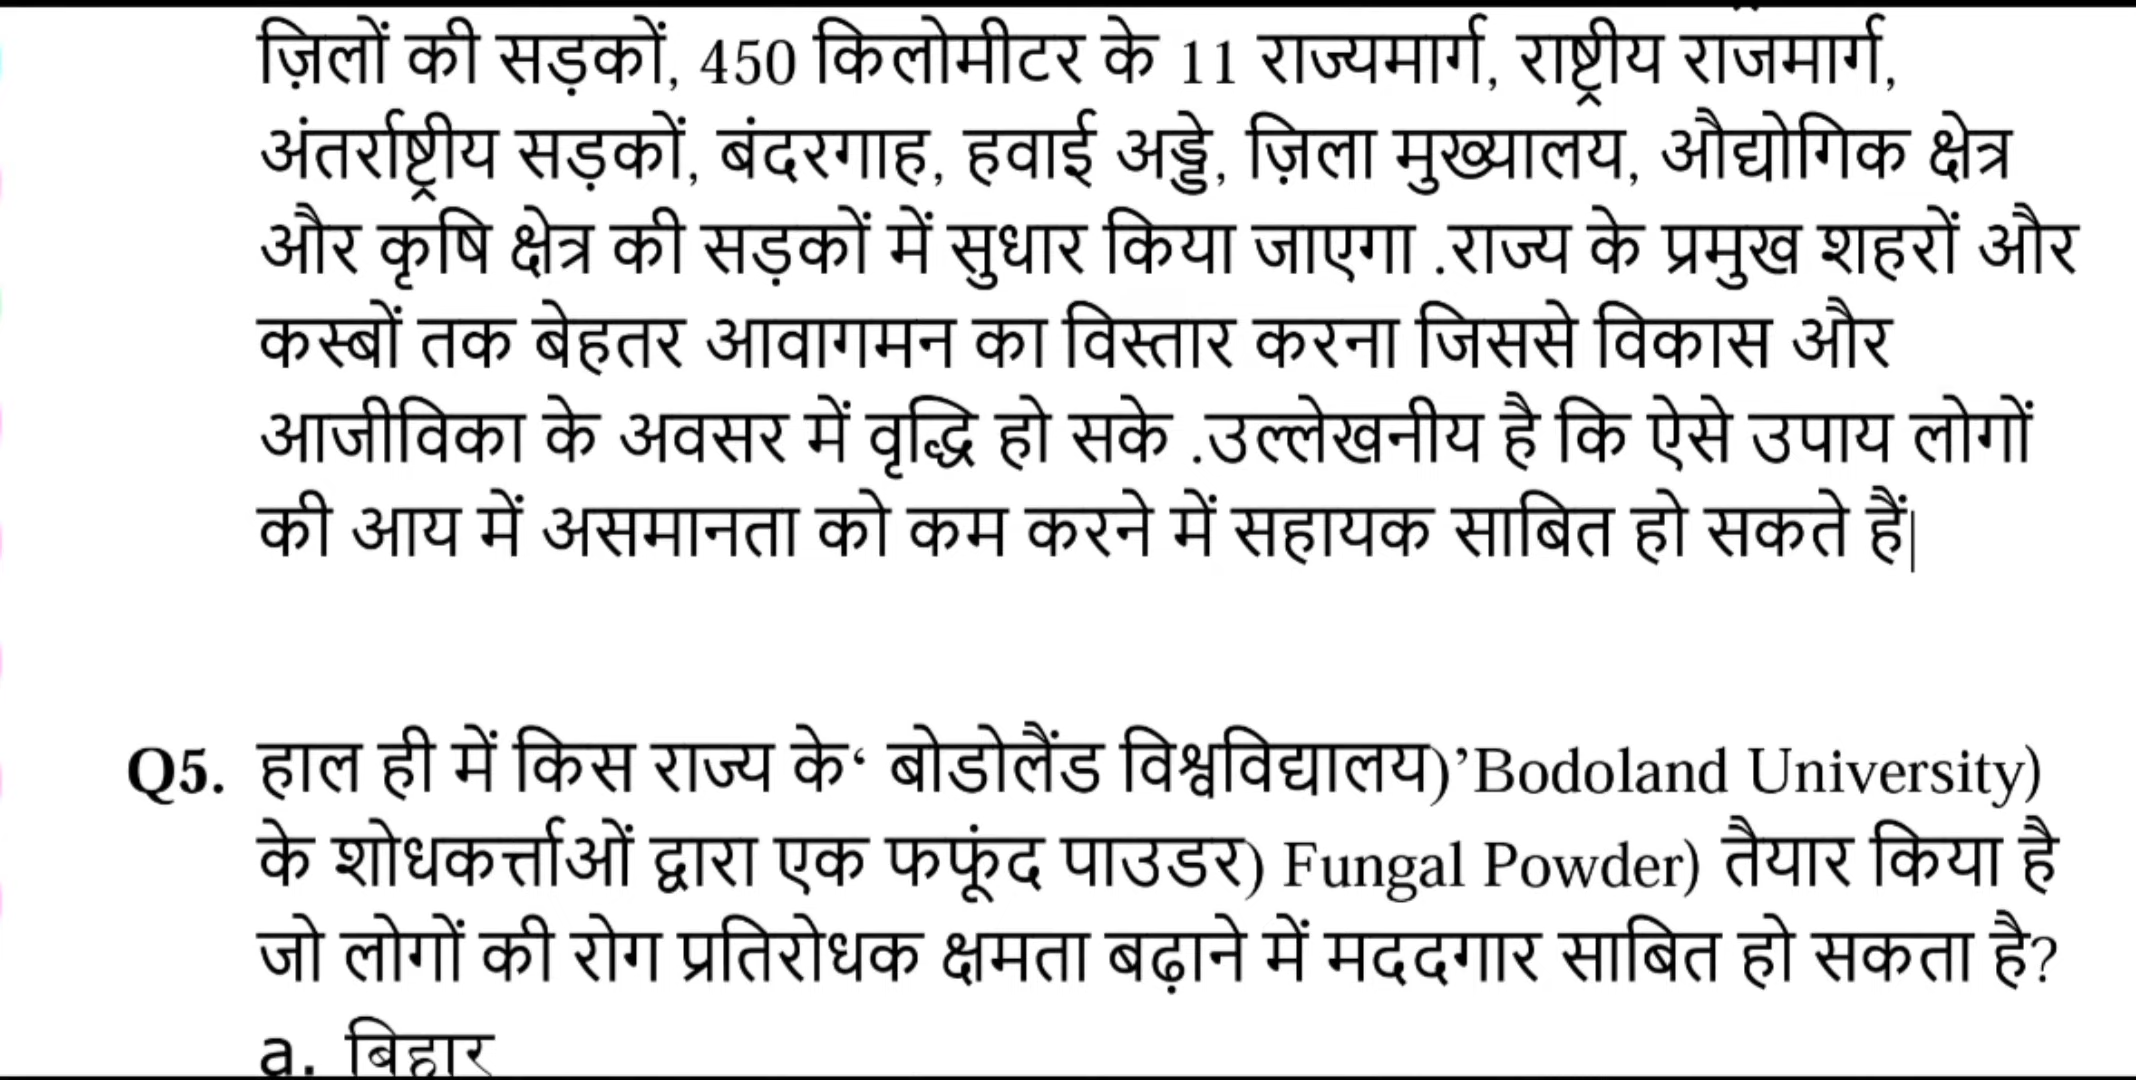 ज़िलों की सड़कों, 450 किलोमीटर के 11 राज्यमार्ग, राष्ट्रीय राजमार्ग,
अंतर्राष्ट्रीय सड़कों, बंदरगाह, हवाई अड्डे, ज़िला मुख्यालय, औद्योगिक क्षेत्र
और कृषि क्षेत्र की सड़कों में सुधार किया जाएगा .राज्य के प्रमुख शहरों और
कस्बों तक बेहतर आवागमन का विस्तार करना जिससे विकास और
आजीविका के अवसर में वृद्धि हो सके .उल्लेखनीय है कि ऐसे उपाय लोगों
की आय में असमानता को कम करने में सहायक साबित हो सकते हैं|
Q5. हाल ही में किस राज्य के‘ बोडोलैंड विश्वविद्यालय)’Bodoland University)
के शोधकर्त्ताओं द्वारा एक फफूंद पाउडर) Fungal Powder) तैयार किया है
जो लोगों की रोग प्रतिरोधक क्षमता बढ़ाने में मददगार साबित हो सकता है?
a. बिहार